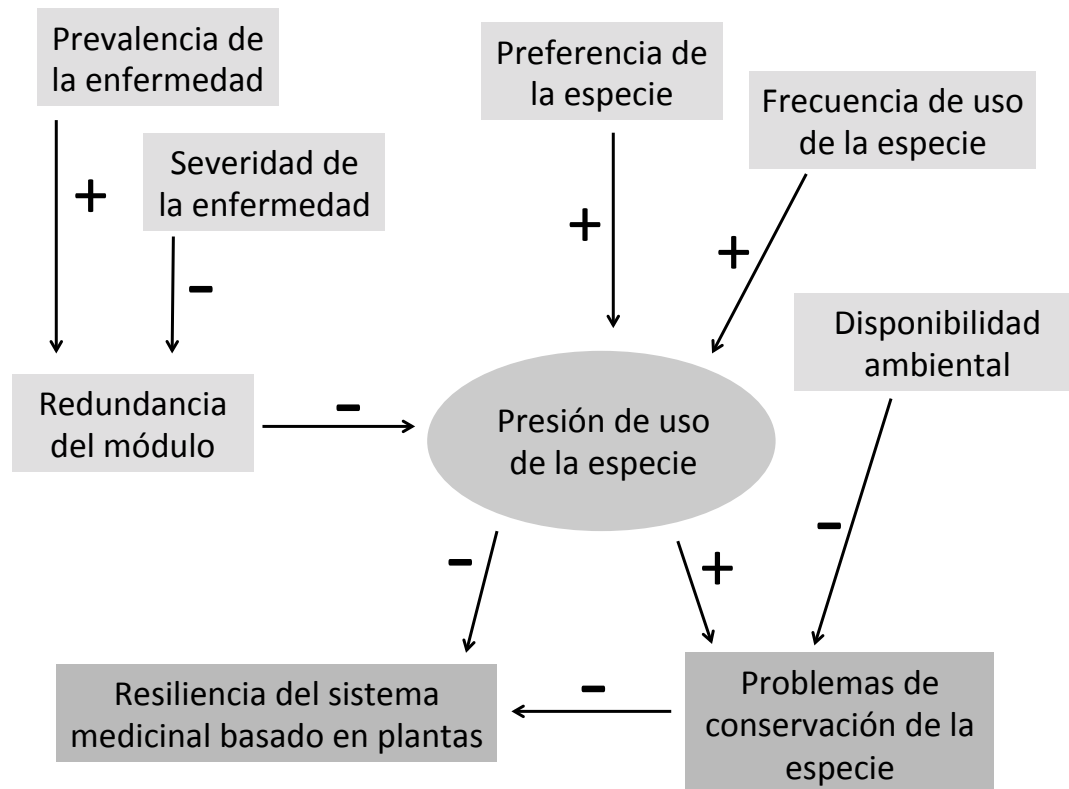 Prevalencia de
la enfermedad
Preferencia de
la especie
Frecuencia de uso
de la especie
+
Severidad de
la enfermedad
+
+
-
Disponibilidad
ambiental
Redundancia
del módulo
-
Presión de uso
de la especie
-
-
+
Resiliencia del sistema
medicinal basado en plantas
-
Problemas de
conservación de la
especie